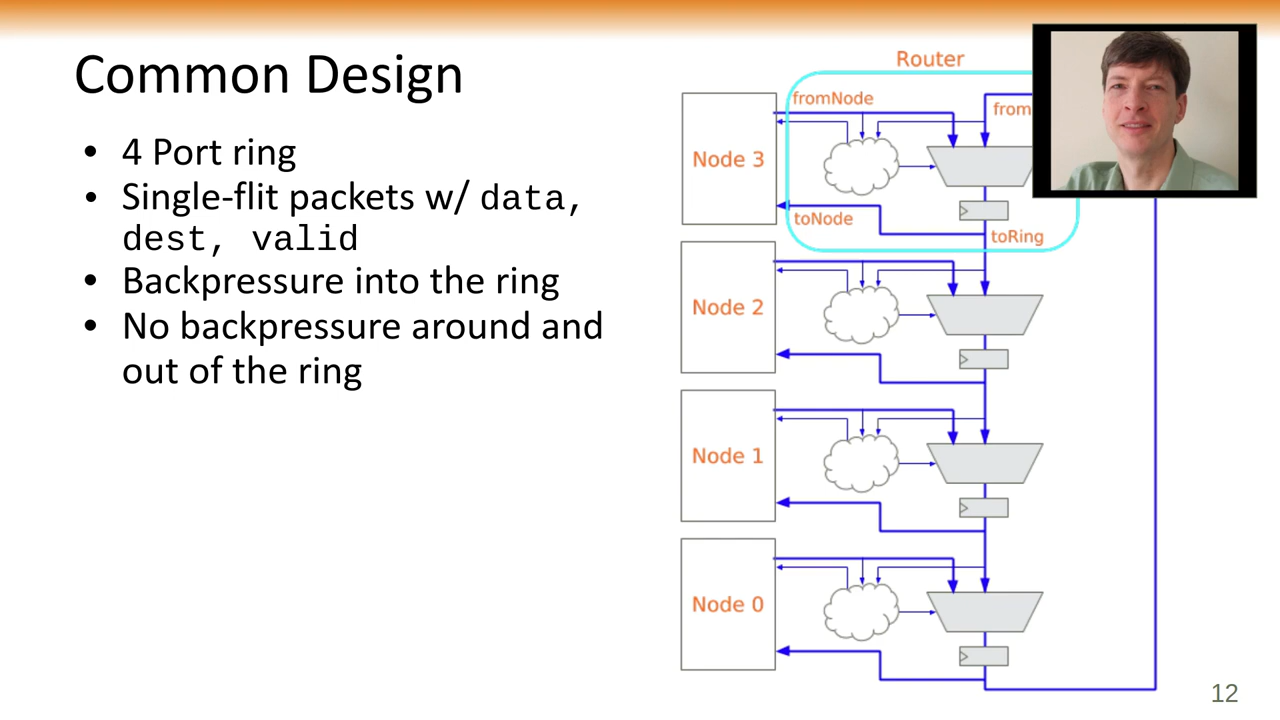 Common Design
• 4 Port ring
• Single-flit packets w/ data,
dest, valid
• Backpressure into the ring
• No backpressure around and
out of the ring
Router
fromNode
from
Node 3
toNode
toRing
Node 2
Node 1
Node 0
12